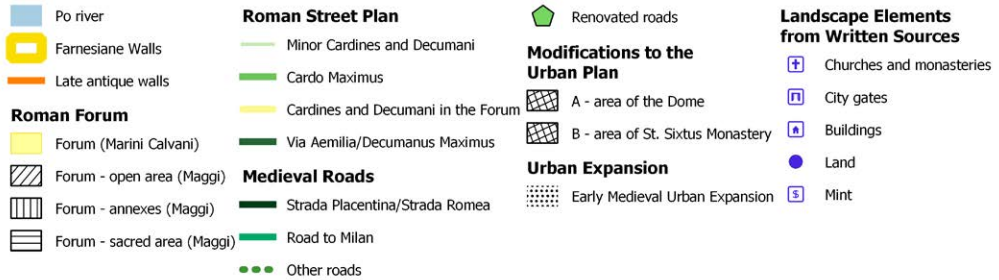 Po river
Farnesiane Walls
Late antique walls
Roman Forum
Forum (Marini Calvani)
Forum - open area (Maggi)
Forum - annexes (Maggi)
Forum - sacred area (Maggi)
Roman Street Plan
Minor Cardines and Decumani
Cardo Maximus
Cardines and Decumani in the Forum
Via Aemilia/Decumanus Maximus
Medieval Roads
Strada Placentina/Strada Romea
Road to Milan
Other roads
Renovated roads
Modifications to the
Urban Plan
A - area of the Dome
B - area of St. Sixtus Monastery
Urban Expansion
Early Medieval Urban Expansion
Landscape Elements
from Written Sources
Churches and monasteries
City gates
Buildings
Land
$ Mint